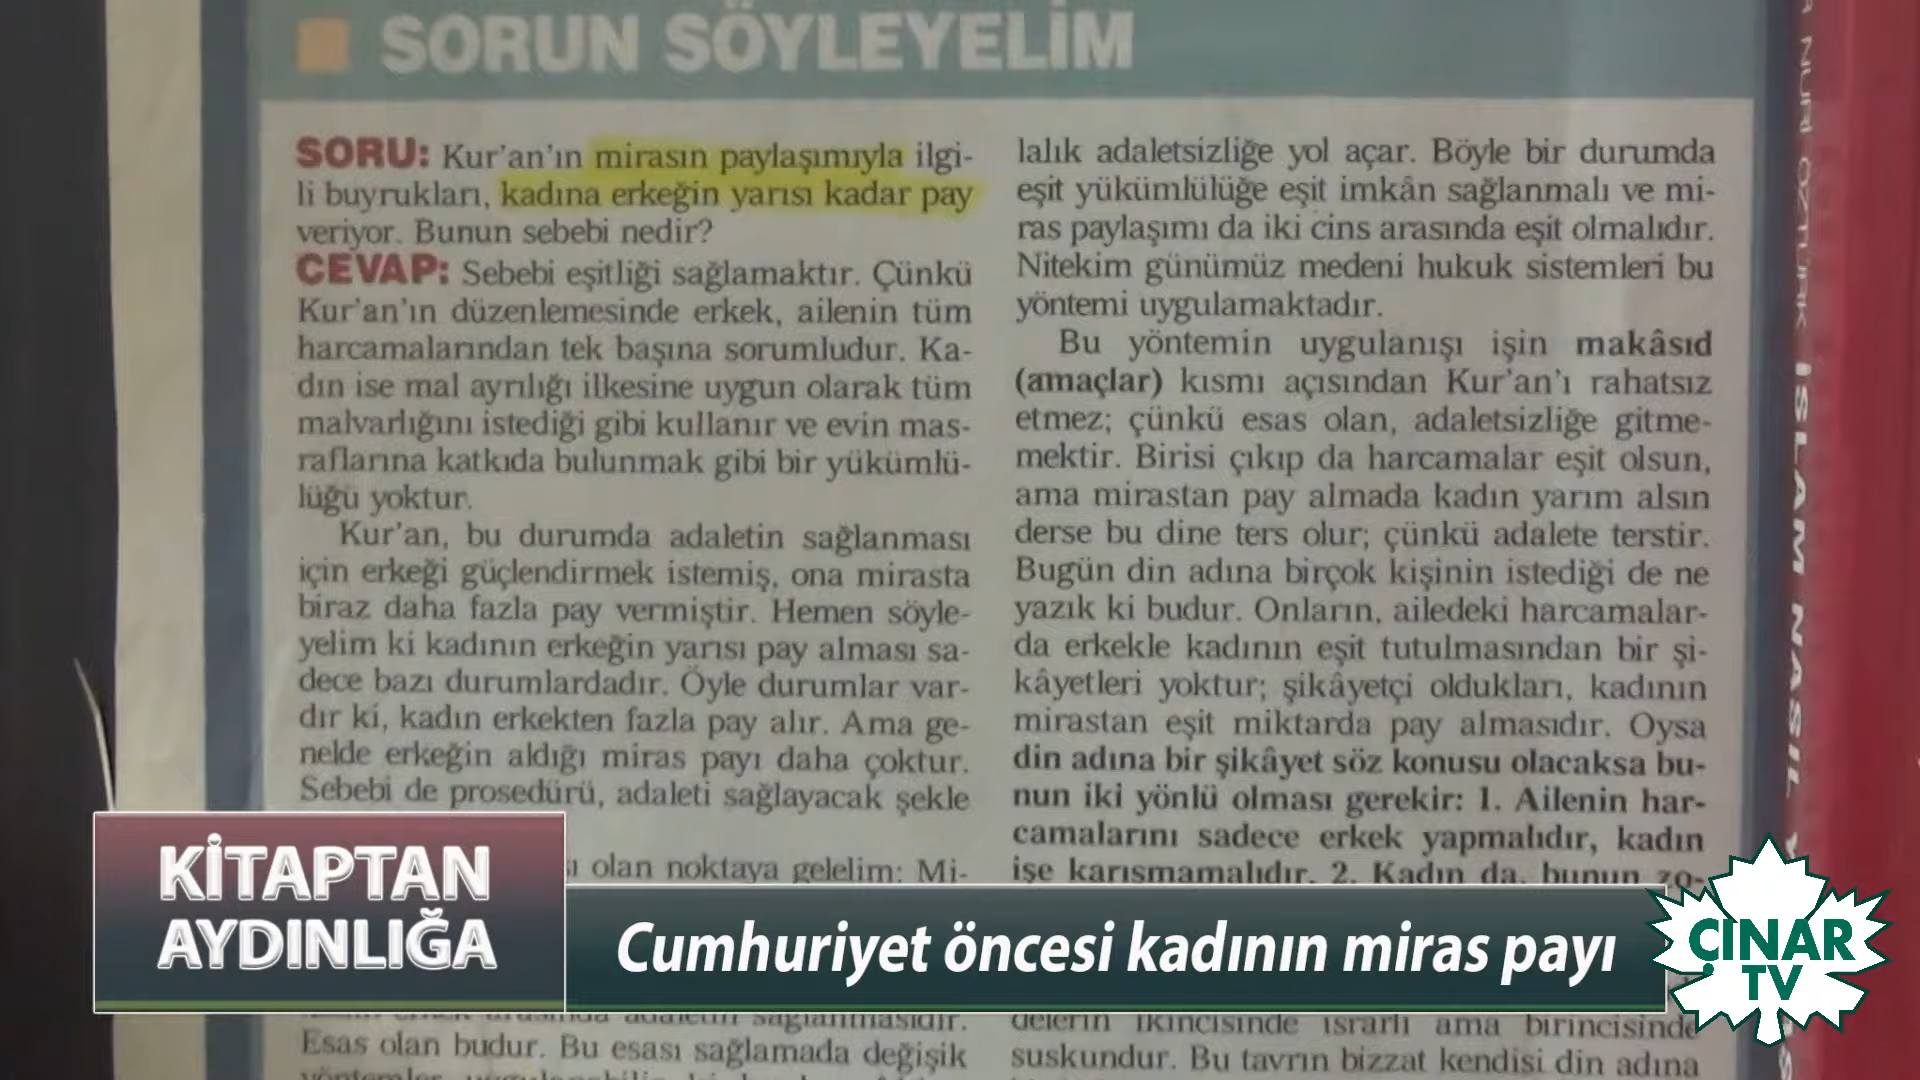 SORUN SÖYLEYELİM
SORU: Kur'an'ın mirasın paylaşımıyla ilgi-
li buyrukları, kadına erkeğin yarısı kadar pay
veriyor. Bunun sebebi nedir?
CEVAP: Sebebi eşitliği sağlamaktır. Çünkü
Kur'an'ın düzenlemesinde erkek, ailenin tüm
harcamalarından tek başına sorumludur. Ka-
dın ise mal ayrılığı ilkesine uygun olarak tüm
malvarlığını istediği gibi kullanır ve evin mas-
raflarına katkıda bulunmak gibi bir yükümlü-
lüğü yoktur.
Kur'an, bu durumda adaletin sağlanması
için erkeği güçlendirmek istemiş, ona mirasta
biraz daha fazla pay vermiştir. Hemen söyle-
yelim ki kadının erkeğin yarısı pay alması sa-
dece bazı durumlardadır. Öyle durumlar var-
dır ki, kadın erkekten fazla pay alır. Ama ge-
nelde erkeğin aldığı miras payı daha çoktur.
Sebebi de prosedürü, adaleti sağlayacak şekle
olan noktaya gelelim: Mi-
adaletin sağlanmasıdır.
Esas olan budur. Bu esası sağlamada değişik
lalık adaletsizliğe yol açar. Böyle bir durumda
eşit yükümlülüğe eşit imkân sağlanmalı ve mi-
ras paylaşımı da iki cins arasında eşit olmalıdır.
Nitekim günümüz medeni hukuk sistemleri bu
yöntemi uygulamaktadır.
Bu yöntemin uygulanışı işin makâsıd
(amaçlar) kısmı açısından Kur'an'ı rahatsız
etmez; çünkü esas olan, adaletsizliğe gitme-
mektir. Birisi çıkıp da harcamalar eşit olsun,
ama mirastan pay almada kadın yarım alsın
derse bu dine ters olur; çünkü adalete terstir.
Bugün din adına birçok kişinin istediği de ne
yazık ki budur. Onların, ailedeki harcamalar-
da erkekle kadının eşit tutulmasından bir şi-
kâyetleri yoktur; şikâyetçi oldukları, kadının
mirastan eşit miktarda pay almasıdır. Oysa
din adına bir şikâyet söz konusu olacaksa bu-
nun iki yönlü olması gerekir: 1. Ailenin har-
camalarını sadece erkek yapmalıdır, kadın
işe karışmamalıdır. 2. Kadın da, bunun zo-
delerin ikincisinde ısrarlı ama birincisinde
suskundur. Bu tavrın bizzat kendisi din adına
NURİ ÖZTÜRK İSLAM NASIL
KİTAPTAN
AYDINLIĞA
Cumhuriyet öncesi kadının miras payı
ÇINAR
TV